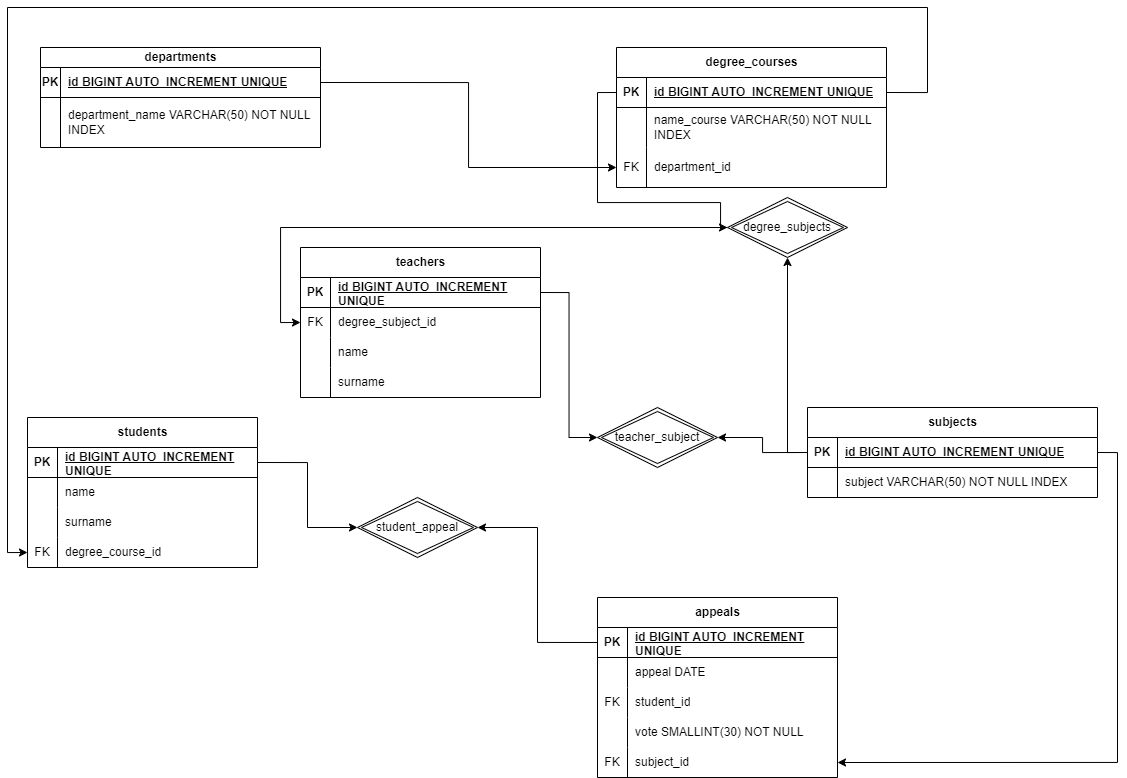 departments
PK id BIGINT AUTO_INCREMENT UNIQUE
department_name VARCHAR(50) NOT NULL
INDEX
degree_courses
PK id BIGINT AUTO_INCREMENT UNIQUE
name_course VARCHAR(50) NOT NULL
INDEX
FK department_id
degree_subjects
teachers
PK id BIGINT AUTO_INCREMENT
UNIQUE
FK degree_subject_id
name
surname
students
PK id BIGINT AUTO_INCREMENT
UNIQUE
name
surname
FK degree_course_id
teacher_subject
subjects
PK id BIGINT AUTO_INCREMENT UNIQUE
subject VARCHAR(50) NOT NULL INDEX
student_appeal
appeals
PK id BIGINT AUTO_INCREMENT
UNIQUE
appeal DATE
FK student_id
vote SMALLINT(30) NOT NULL
FK subject_id